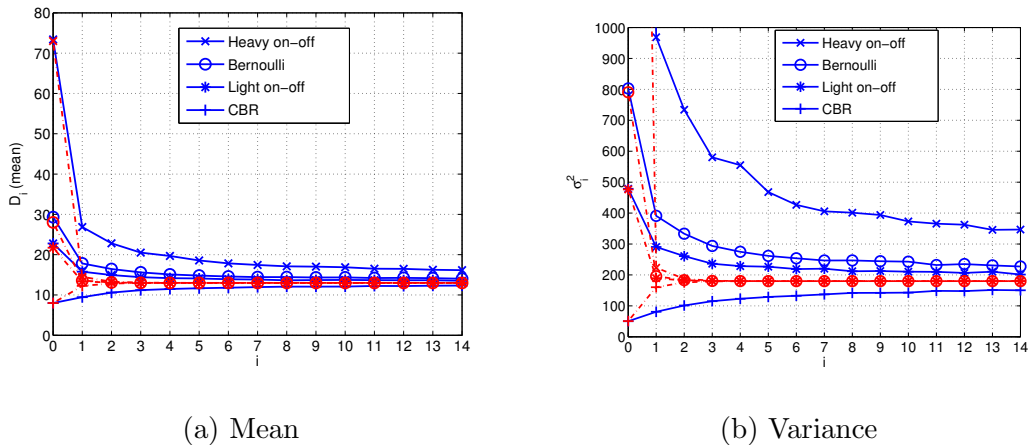 80
70
60
50
40
30
20
10
0
D_i (mean)
0 1 2 3 4 5 6 7 8 9 10 11 12 13 14
i
Heavy on−off
Bernoulli
Light on−off
CBR
(a) Mean
1000
900
800
700
600
500
400
300
200
100
0
σ_i^2
0 1 2 3 4 5 6 7 8 9 10 11 12 13 14
i
Heavy on−off
Bernoulli
Light on−off
CBR
(b) Variance